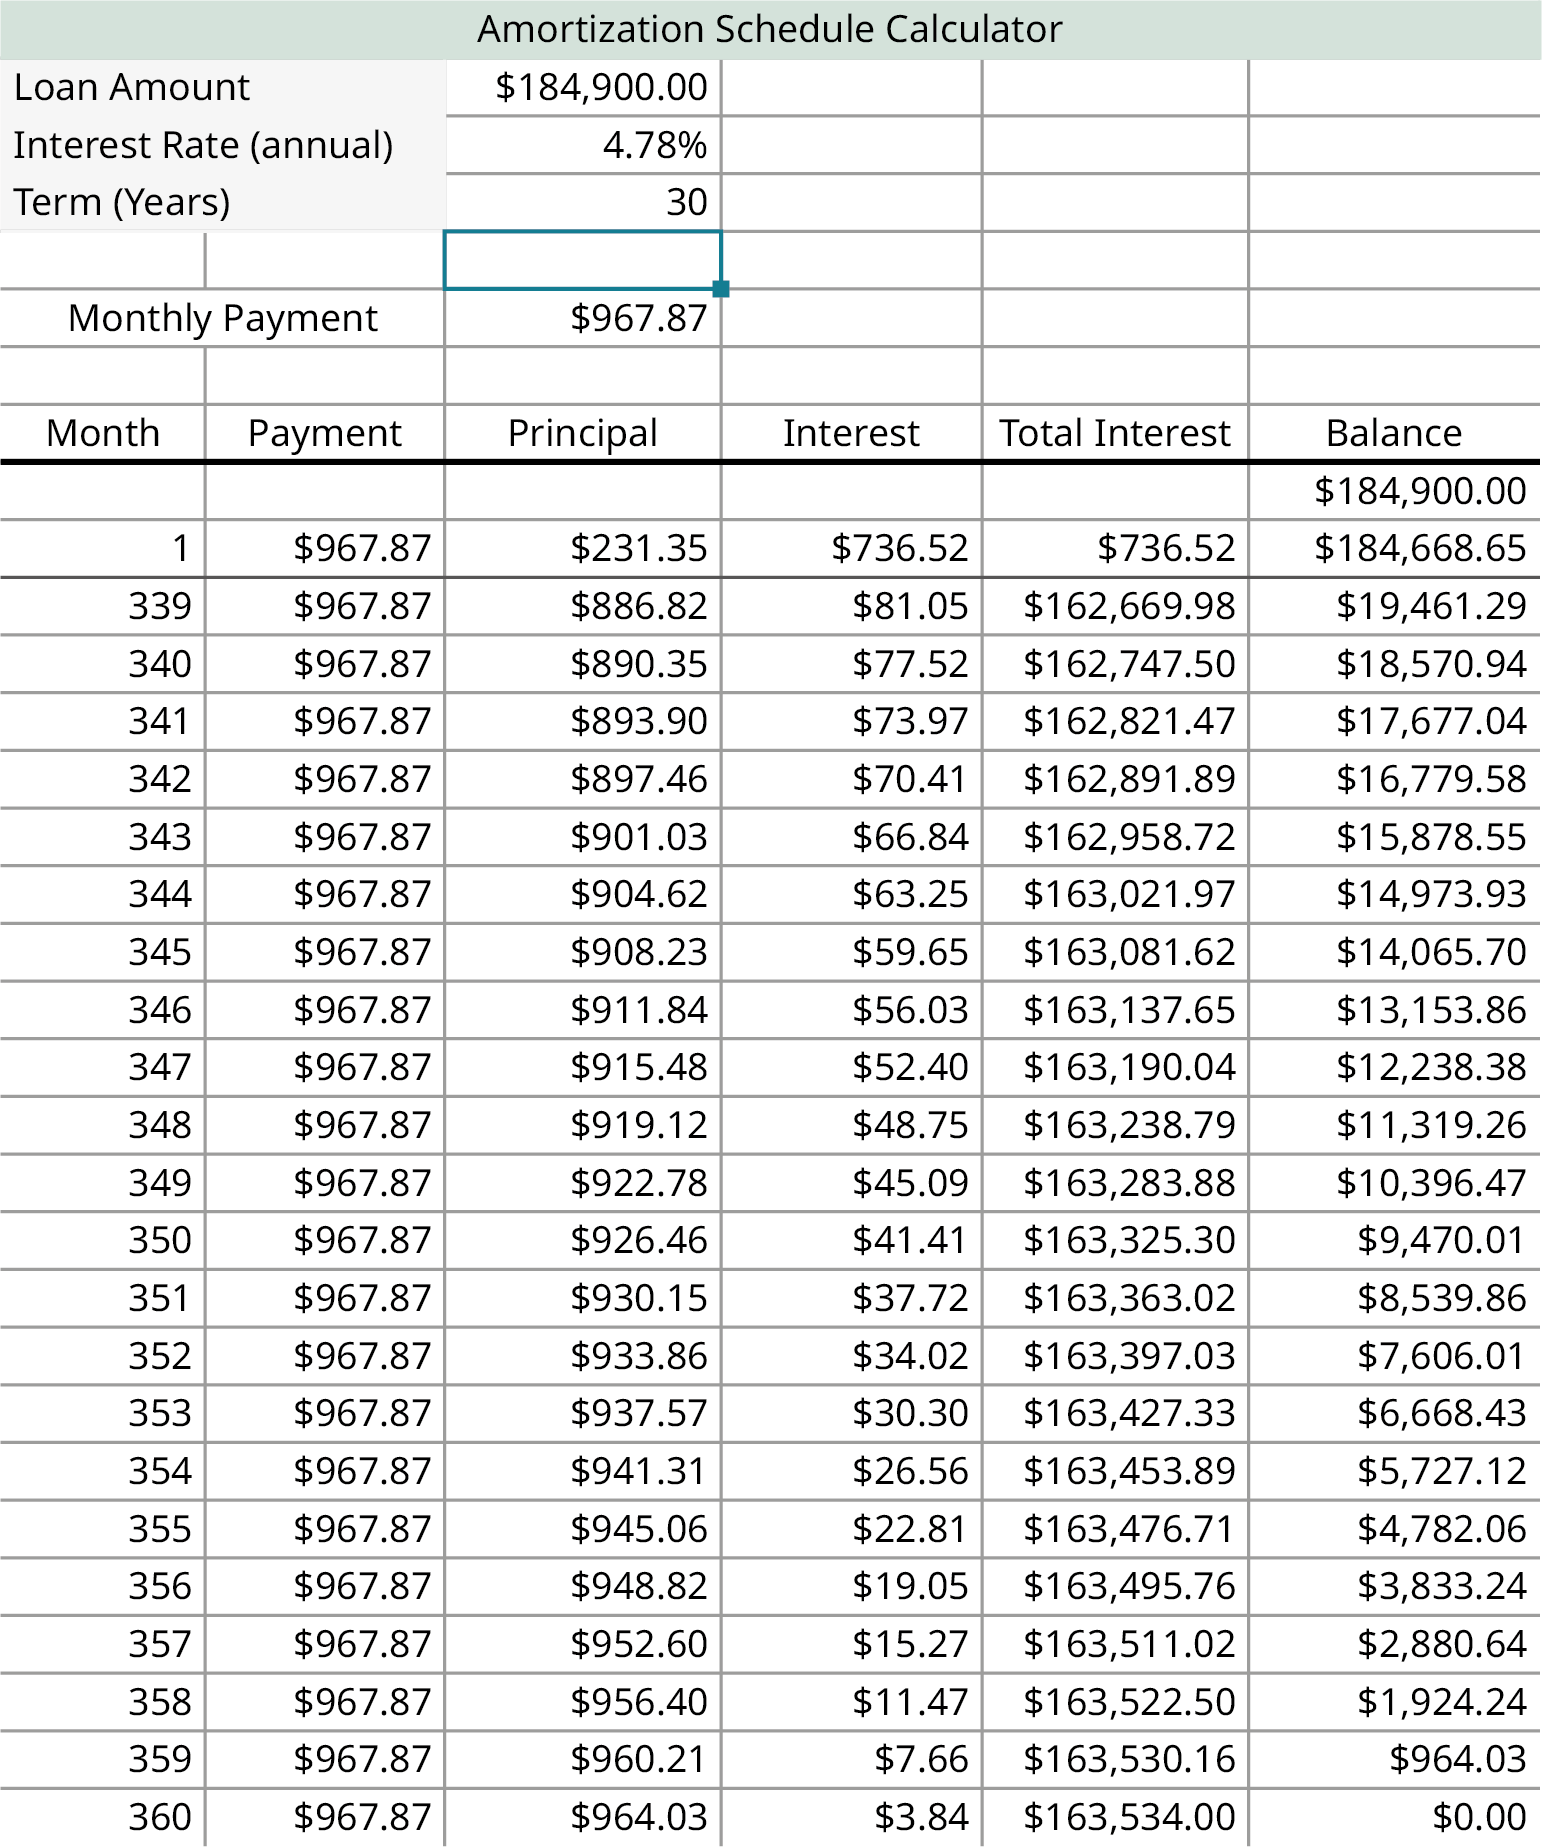 Amortization Schedule Calculator
Loan Amount $184,900.00
Interest Rate (annual) 4.78%
Term (Years) 30
Monthly Payment $967.87
Month Payment Principal Interest Total Interest Balance
$184,900.00
1 $967.87 $231.35 $736.52 $736.52 $184,668.65
339 $967.87 $886.82 $81.05 $162,669.98 $19,461.29
340 $967.87 $890.35 $77.52 $162,747.50 $18,570.94
341 $967.87 $893.90 $73.97 $162,821.47 $17,677.04
342 $967.87 $897.46 $70.41 $162,891.89 $16,779.58
343 $967.87 $901.03 $66.84 $162,958.72 $15,878.55
344 $967.87 $904.62 $63.25 $163,021.97 $14,973.93
345 $967.87 $908.23 $59.65 $163,081.62 $14,065.70
346 $967.87 $911.84 $56.03 $163,137.65 $13,153.86
347 $967.87 $915.48 $52.40 $163,190.04 $12,238.38
348 $967.87 $919.12 $48.75 $163,238.79 $11,319.26
349 $967.87 $922.78 $45.09 $163,283.88 $10,396.47
350 $967.87 $926.46 $41.41 $163,325.30 $9,470.01
351 $967.87 $930.15 $37.72 $163,363.02 $8,539.86
352 $967.87 $933.86 $34.02 $163,397.03 $7,606.01
353 $967.87 $937.57 $30.30 $163,427.33 $6,668.43
354 $967.87 $941.31 $26.56 $163,453.89 $5,727.12
355 $967.87 $945.06 $22.81 $163,476.71 $4,782.06
356 $967.87 $948.82 $19.05 $163,495.76 $3,833.24
357 $967.87 $952.60 $15.27 $163,511.02 $2,880.64
358 $967.87 $956.40 $11.47 $163,522.50 $1,924.24
359 $967.87 $960.21 $7.66 $163,530.16 $964.03
360 $967.87 $964.03 $3.84 $163,534.00 $0.00